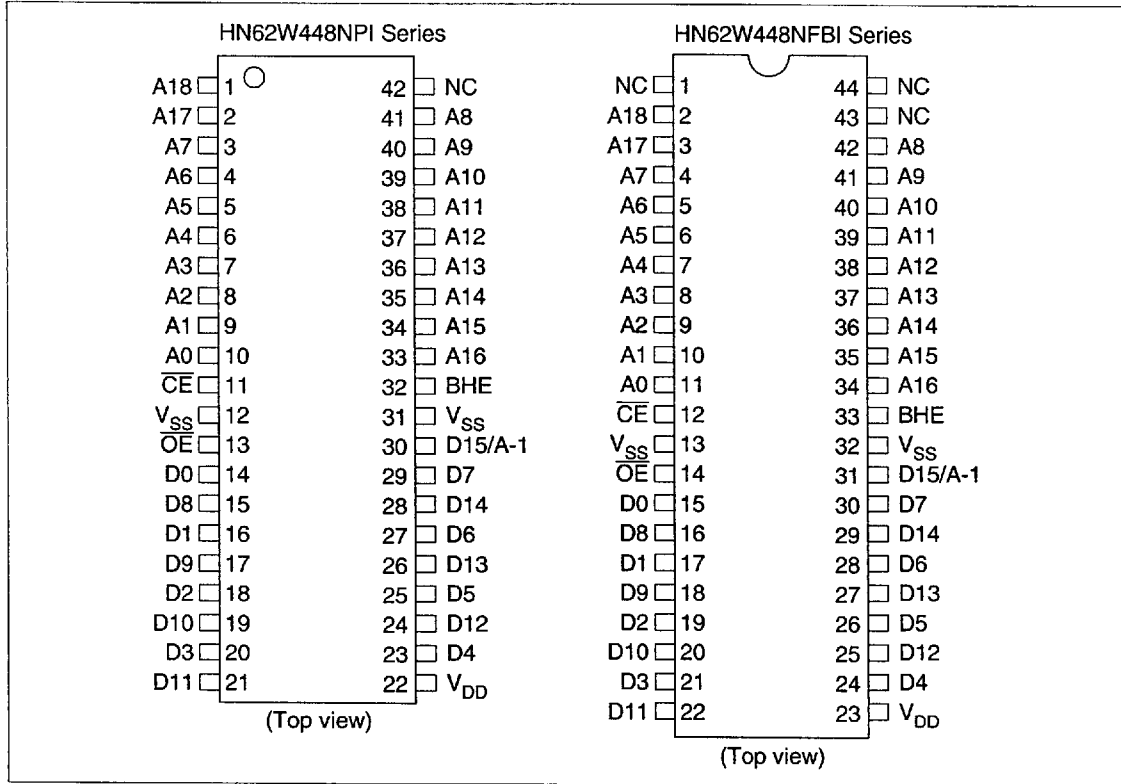 HN62W448NPI Series
A18 1 42 NC
A17 2 41 A8
A7 3 40 A9
A6 4 39 A10
A5 5 38 A11
A4 6 37 A12
A3 7 36 A13
A2 8 35 A14
A1 9 34 A15
A0 10 33 A16
CE 11 32 BHE
VSS 12 31 VSS
OE 13 30 D15/A-1
D0 14 29 D7
D8 15 28 D14
D1 16 27 D6
D9 17 26 D13
D2 18 25 D5
D10 19 24 D12
D3 20 23 D4
D11 21 22 VDD
(Top view)
HN62W448NFBI Series
NC 1 44 NC
A18 2 43 NC
A17 3 42 A8
A7 4 41 A9
A6 5 40 A10
A5 6 39 A11
A4 7 38 A12
A3 8 37 A13
A2 9 36 A14
A1 10 35 A15
A0 11 34 A16
CE 12 33 BHE
VSS 13 32 VSS
OE 14 31 D15/A-1
D0 15 30 D7
D8 16 29 D14
D1 17 28 D6
D9 18 27 D13
D2 19 26 D5
D10 20 25 D12
D3 21 24 D4
D11 22 23 VDD
(Top view)